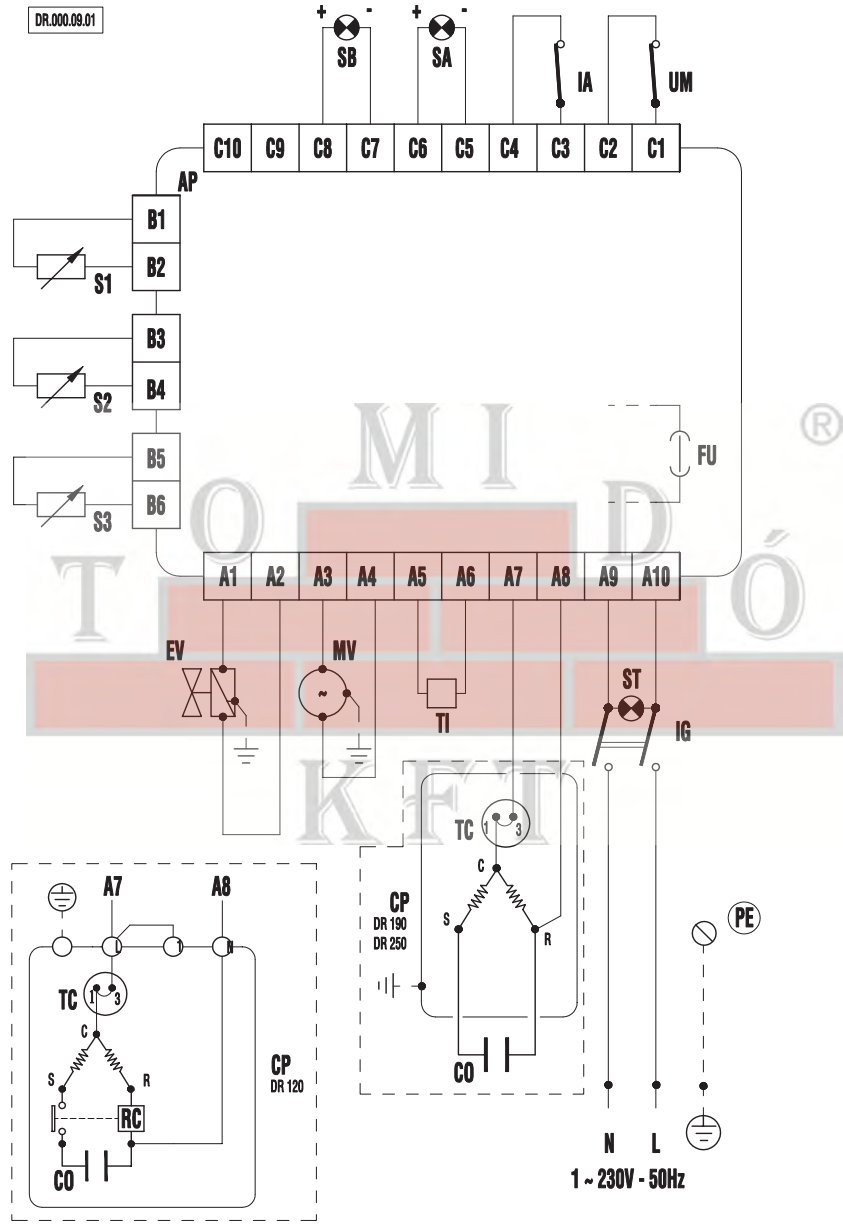 DR.000.09.01
+ - + -
SB SA IA UM
C10 C9 C8 C7 C6 C5 C4 C3 C2 C1
AP
B1
B2
S1
B3
B4
S2
B5
B6
S3
FU
TOMIDÓ ®
A1 A2 A3 A4 A5 A6 A7 A8 A9 A10
EV MV TI ST
~
IG
KFT
TC 1 3
C
CP
DR 190
DR 250
S R
CO
PE
A7 A8
L 1 N
TC 1 3
C
CP
DR 120
S R
RC
CO
N L
1 ~ 230V - 50Hz